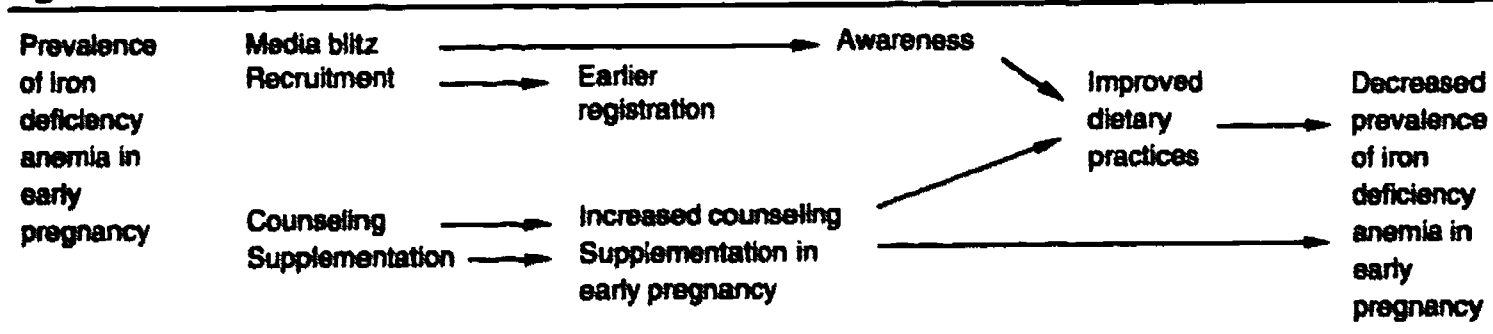 Prevalence
of iron
deficiency
anemia in
early
pregnancy
Media blitz
Recruitment
Counseling
Supplementation
Earlier
registration
Increased counseling
Supplementation in
early pregnancy
Awareness
Improved
dietary
practices
Decreased
prevalence
of iron
deficiency
anemia in
early
pregnancy